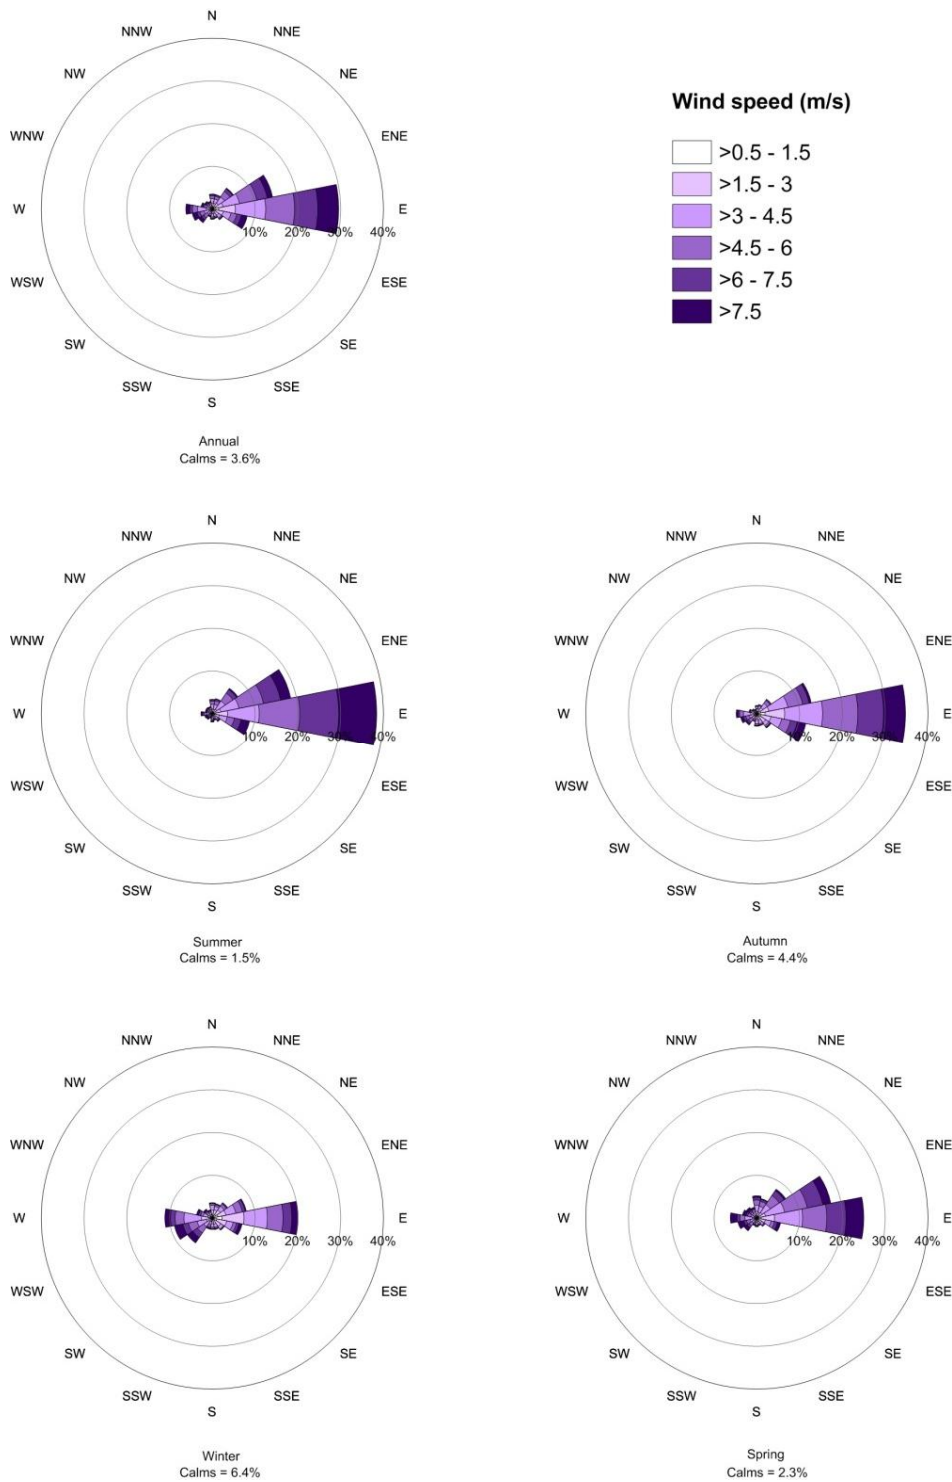 N
NNW
NNE
NW
NE
WNW
ENE
W
E
10%
20%
30%
40%
WSW
ESE
SW
SE
SSW
SSE
S
Annual
Calms = 3.6%
Wind speed (m/s)
>0.5 - 1.5
>1.5 - 3
>3 - 4.5
>4.5 - 6
>6 - 7.5
>7.5
N
NNW
NNE
NW
NE
WNW
ENE
W
E
10%
20%
30%
40%
WSW
ESE
SW
SE
SSW
SSE
S
Summer
Calms = 1.5%
N
NNW
NNE
NW
NE
WNW
ENE
W
E
10%
20%
30%
40%
WSW
ESE
SW
SE
SSW
SSE
S
Autumn
Calms = 4.4%
N
NNW
NNE
NW
NE
WNW
ENE
W
E
10%
20%
30%
40%
WSW
ESE
SW
SE
SSW
SSE
S
Winter
Calms = 6.4%
N
NNW
NNE
NW
NE
WNW
ENE
W
E
10%
20%
30%
40%
WSW
ESE
SW
SE
SSW
SSE
S
Spring
Calms = 2.3%